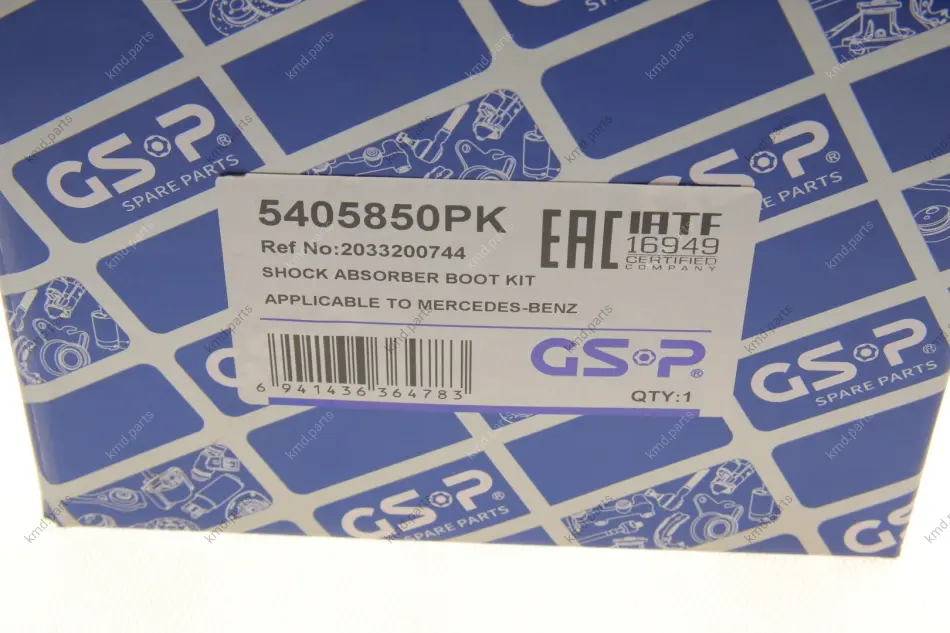 GSP®
SPARE PARTS
GSP®
SPARE PARTS
5405850PK
Ref No:2033200744
SHOCK ABSORBER BOOT KIT
APPLICABLE TO MERCEDES-BENZ
EAC
IATF
16949
CERTIFIED
COMPANY
6 941436 364783
GSP®
QTY:1
GSP®
SPARE PARTS
GSP®
SPARE PARTS
GS
kmd.parts